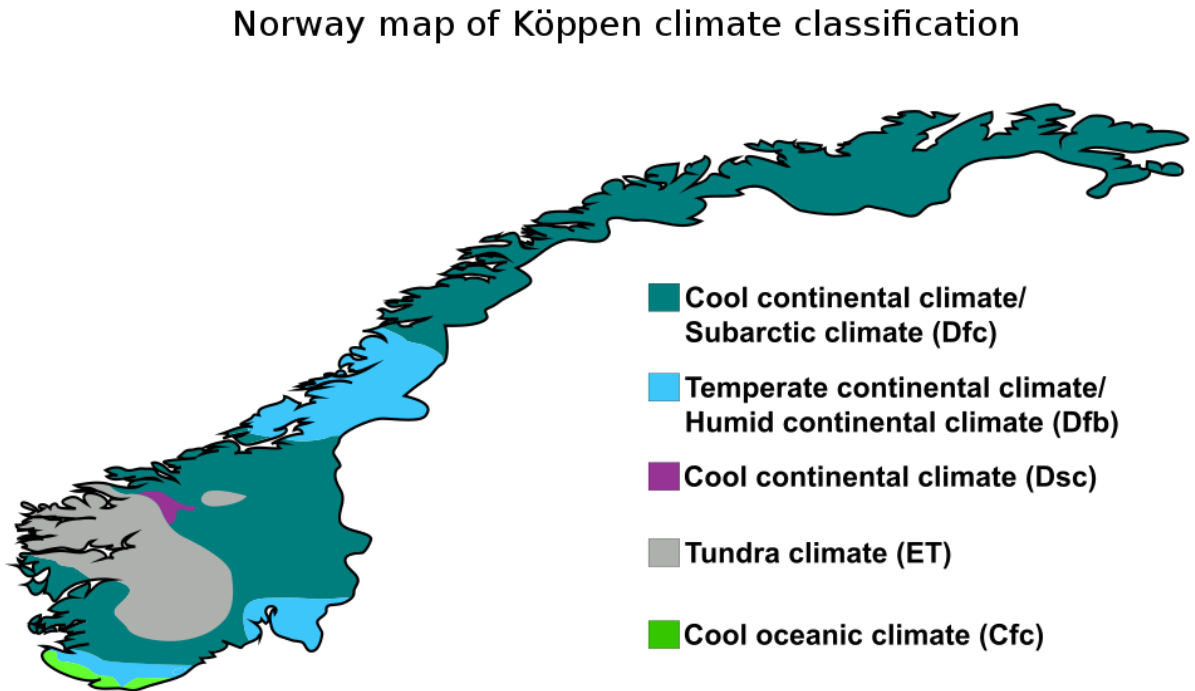 Norway map of Köppen climate classification
Cool continental climate/
Subarctic climate (Dfc)
Temperate continental climate/
Humid continental climate (Dfb)
Cool continental climate (Dsc)
Tundra climate (ET)
Cool oceanic climate (Cfc)